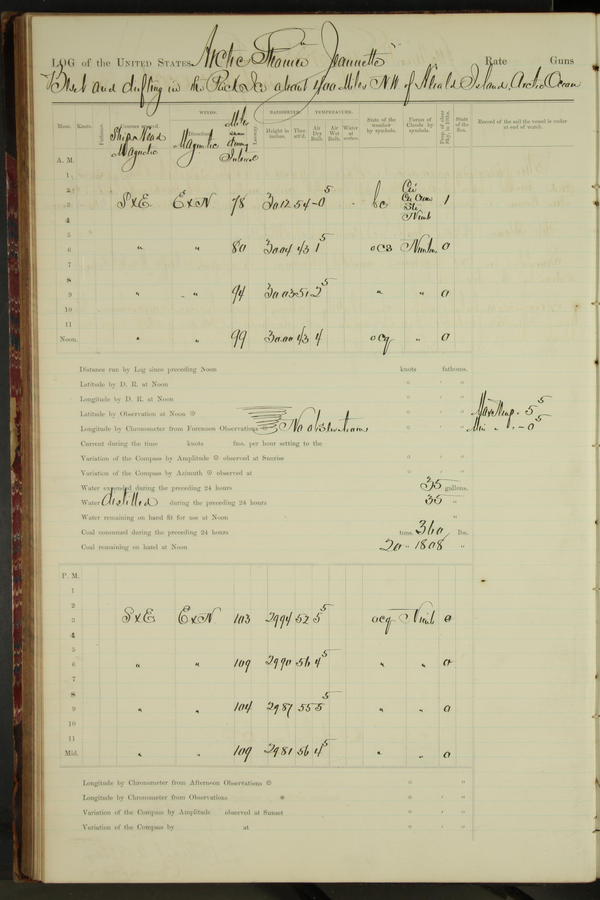 LOG of the UNITED STATES Arctic Steamer "Jeannette" Rate Guns
Beset and drifting in the Pack Ice about 400 Miles NW of Herald Island, Arctic Ocean
WINDS. BAROMETER. TEMPERATURE.
Hour. Knots. Fathoms. Courses steered. Ship's Head Magnetic Direction. Magnetic Miles during Interval Leeway. Height in inches. Ther. att'd. Air Dry Bulb. Air Wet Bulb. Water at surface. State of the weather by symbols. Forms of Clouds by symbols. Prop. of clear sky, in 10ths. State of the Sea. Record of the sail the vessel is under at end of watch.
A. M.
1
2
3 S x E E x N 78 30 12 54 -0.5 bc Cir Cir Cum Str Nimb 1
4
5
6 " " 80 30.04 43 1.5 ocs Nimb. 0
7
8
9 " " 94 30 03 51 -2.5 " " 0
10
11
Noon. " " 99 30.00 43 4 ocq " 0
Distance run by Log since preceding Noon knots fathoms.
Latitude by D. R. at Noon ° ' "
Longitude by D. R. at Noon ° ' "
Latitude by Observation at Noon ° ' "
Longitude by Chronometer from Forenoon Observations No observations ° ' "
Max Temp. 5.5
Min " -0.5
Current during the time knots fms. per hour setting to the
Variation of the Compass by Amplitude observed at Sunrise ° ' "
Variation of the Compass by Azimuth observed at ° ' "
Water expended during the preceding 24 hours 35 gallons.
Water distilled during the preceding 24 hours 35 "
Water remaining on hand fit for use at Noon "
Coal consumed during the preceding 24 hours tons. 360 lbs.
Coal remaining on hand at Noon 20 " 1808 "
P. M.
1
2
3 S x E E x N 103 29 94 52 5.5 ocq Nimb 0
4
5
6 " " 109 29 90 56 4.5 " " 0
7
8
9 " " 104 29 87 55 5.5 " " 0
10
11
Mid. " " 109 29 81 56 4.5 " " 0
Longitude by Chronometer from Afternoon Observations ° "
Longitude by Chronometer from Observations ° ' "
Variation of the Compass by Amplitude observed at Sunset ° ' "
Variation of the Compass by at ° ' "